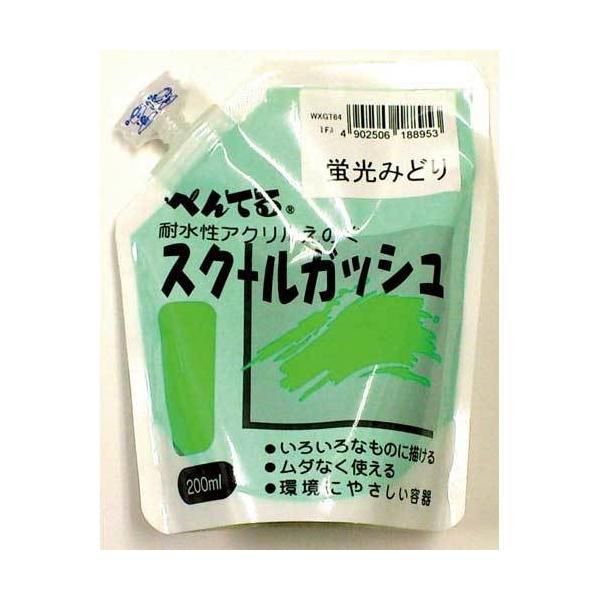 WXGT64
1F1 4 902506 188953
蛍光みどり
ぺんてる®
耐水性アクリルえのぐ
スクールガッシュ
●いろいろなものに描ける
●ムダなく使える
●環境にやさしい容器
200ml